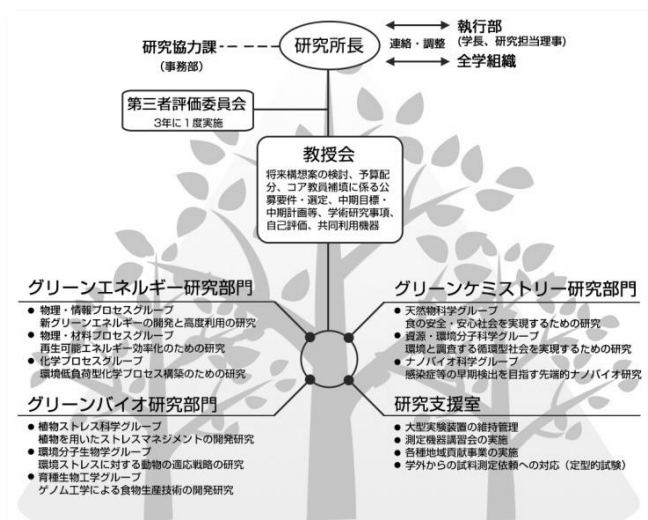 研究協力課
(事務部)
研究所長
連絡・調整
執行部
(学長、研究担当理事)
全学組織
第三者評価委員会
3年に1度実施
教授会
将来構想案の検討、予算配
分、コア教員補填に係る公
募要件・選定、中期目標・
中期計画等、学術研究事項、
自己評価、共同利用機器
グリーンエネルギー研究部門
● 物理・情報プロセスグループ
新グリーンエネルギーの開発と高度利用の研究
● 物理・材料プロセスグループ
再生可能エネルギー効率化のための研究
● 化学プロセスグループ
環境低負荷型化学プロセス構築のための研究
グリーンケミストリー研究部門
● 天然物科学グループ
食の安全・安心社会を実現するための研究
● 資源・環境分子科学グループ
環境と調査する循環型社会を実現するための研究
● ナノバイオ科学グループ
感染症等の早期検出を目指す先端的ナノバイオ研究
グリーンバイオ研究部門
● 植物ストレス科学グループ
植物を用いたストレスマネジメントの開発研究
● 環境分子生物学グループ
環境ストレスに対する動物の適応戦略の研究
● 育種生物工学グループ
ゲノム工学による食物生産技術の開発研究
研究支援室
● 大型実験装置の維持管理
● 測定機器講習会の実施
● 各種地域貢献事業の実施
● 学外からの試料測定依頼への対応（定型的試験）